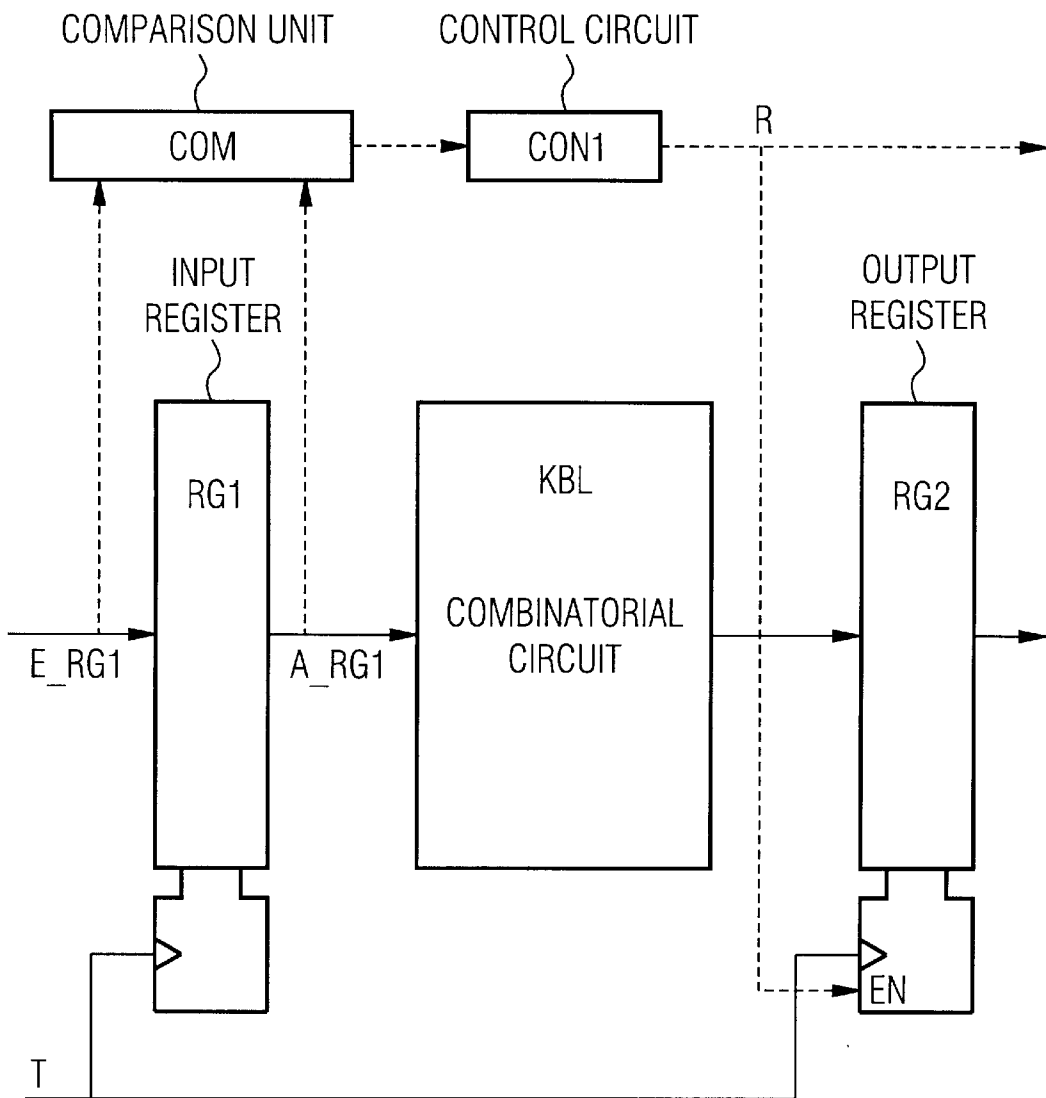 COMPARISON UNIT
CONTROL CIRCUIT
COM
CON1
R
INPUT
REGISTER
OUTPUT
REGISTER
RG1
KBL
COMBINATORIAL
CIRCUIT
RG2
E_RG1
A_RG1
EN
T